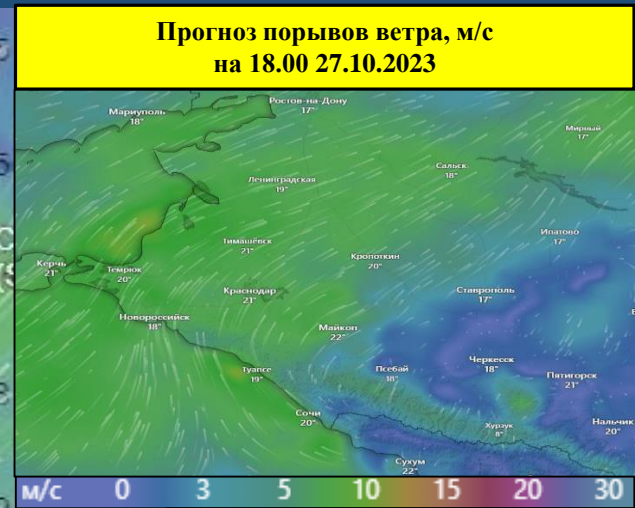 Прогноз порывов ветра, м/с
на 18.00 27.10.2023
Ростов-на-Дону
17°
Мариуполь
18°
Мирный
17°
Сальск
18°
Ленинградская
19°
Ипатово
17°
Тимашёвск
21°
Кропоткин
20°
Керчь
21°
Темрюк
20°
Краснодар
21°
Ставрополь
17°
Новороссийск
18°
Майкоп
22°
Черкесск
18°
Туапсе
19°
Псебай
18°
Пятигорск
21°
Сочи
20°
Хурзук
8°
Нальчик
20°
Сухум
22°
м/с 0 3 5 10 15 20 30